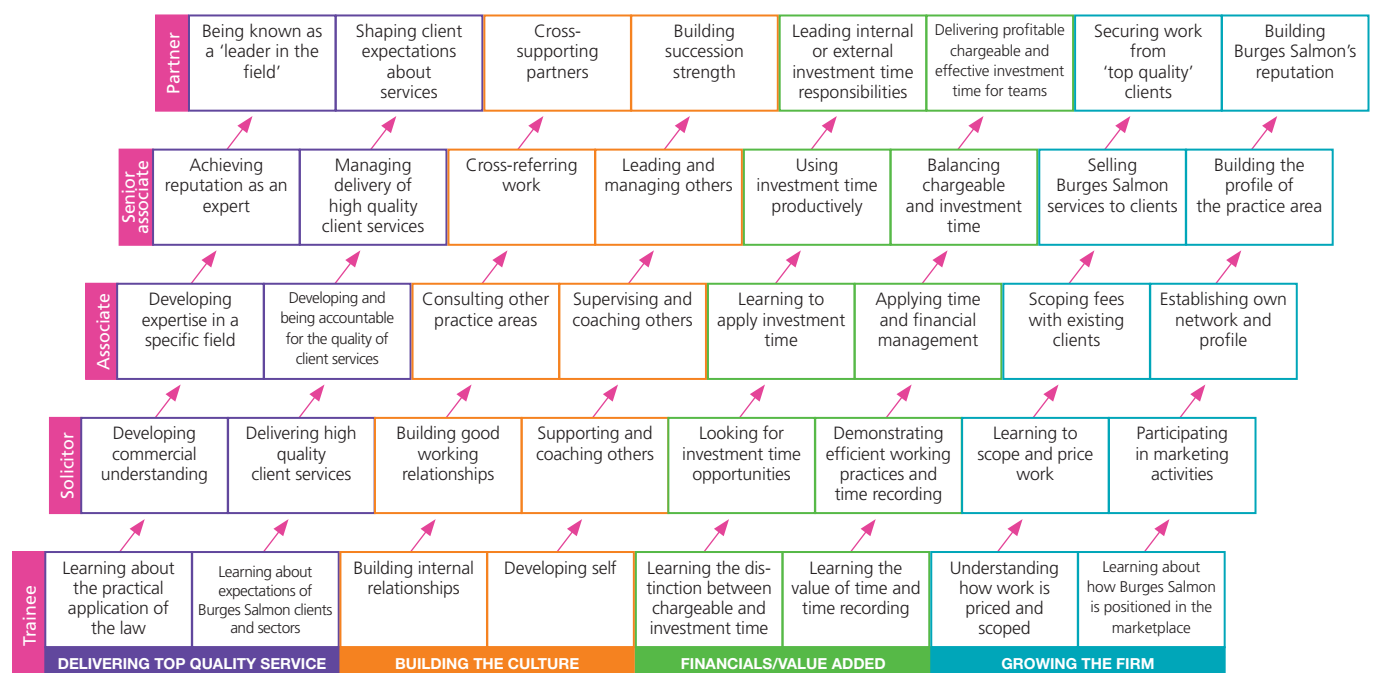 Partner
Being known as
a ‘leader in the
field’
Shaping client
expectations
about
services
Cross-
supporting
partners
Building
succession
strength
Leading internal
or external
investment time
responsibilities
Delivering profitable
chargeable and
effective investment
time for teams
Securing work
from
‘top quality’
clients
Building
Burges Salmon’s
reputation
Senior
associate
Achieving
reputation as an
expert
Managing
delivery of
high quality
client services
Cross-referring
work
Leading and
managing others
Using
investment time
productively
Balancing
chargeable
and investment
time
Selling
Burges Salmon
services to clients
Building the
profile of
the practice area
Associate
Developing
expertise in a
specific field
Developing and
being accountable
for the quality of
client services
Consulting other
practice areas
Supervising and
coaching others
Learning to
apply investment
time
Applying time
and financial
management
Scoping fees
with existing
clients
Establishing own
network and
profile
Solicitor
Developing
commercial
understanding
Delivering high
quality
client services
Building good
working
relationships
Supporting and
coaching others
Looking for
investment time
opportunities
Demonstrating
efficient working
practices and
time recording
Learning to
scope and price
work
Participating
in marketing
activities
Trainee
Learning about
the practical
application of
the law
Learning about
expectations of
Burges Salmon clients
and sectors
Building internal
relationships
Developing self
Learning the dis-
tinction between
chargeable and
investment time
Learning the
value of time and
time recording
Understanding
how work is
priced and
scoped
Learning about
how Burges Salmon
is positioned in the
marketplace
DELIVERING TOP QUALITY SERVICE
BUILDING THE CULTURE
FINANCIALS/VALUE ADDED
GROWING THE FIRM